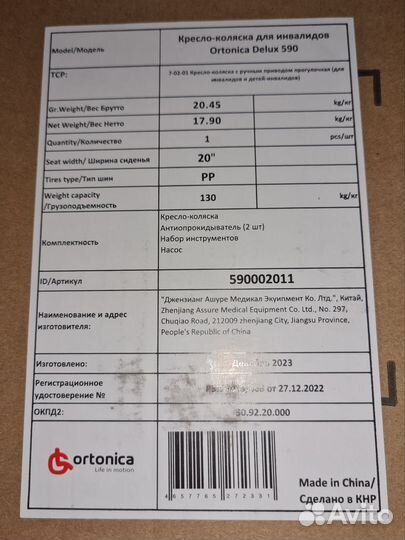 Model/Модель
Кресло-коляска для инвалидов
Ortonica Delux 590
TCP:
7-02-01 Кресло-коляска с ручным приводом прогулочная (для
инвалидов и детей-инвалидов)
Gr.Weight/Вес Брутто 20.45 kg/кг
Net Weight/Вес Нетто 17.90 kg/кг
Quantity/Количество 1 pcs/шт
Seat width/ Ширина сиденья 20"
Tires type/Тип шин PP
Weight capacity
/Грузоподъемность 130 kg/кг
Комплектность
Кресло-коляска
Антиопрокидыватель (2 шт)
Набор инструментов
Насос
ID/Артикул 590002011
Наименование и адрес
изготовителя:
"Джензианг Ашуре Медикал Экуипмент Ко. Лтд.", Китай,
Zhenjiang Assure Medical Equipment Co. Ltd., No. 297,
Chuqiao Road, 212009 zhenjiang City, Jiangsu Province,
People's Republic of China
Изготовлено: 2023
Регистрационное
удостоверение №
от 27.12.2022
ОКПД2: 30.92.20.000
ortonica
Life in motion
4657765272331
Made in China/
Сделано в КНР
Avito